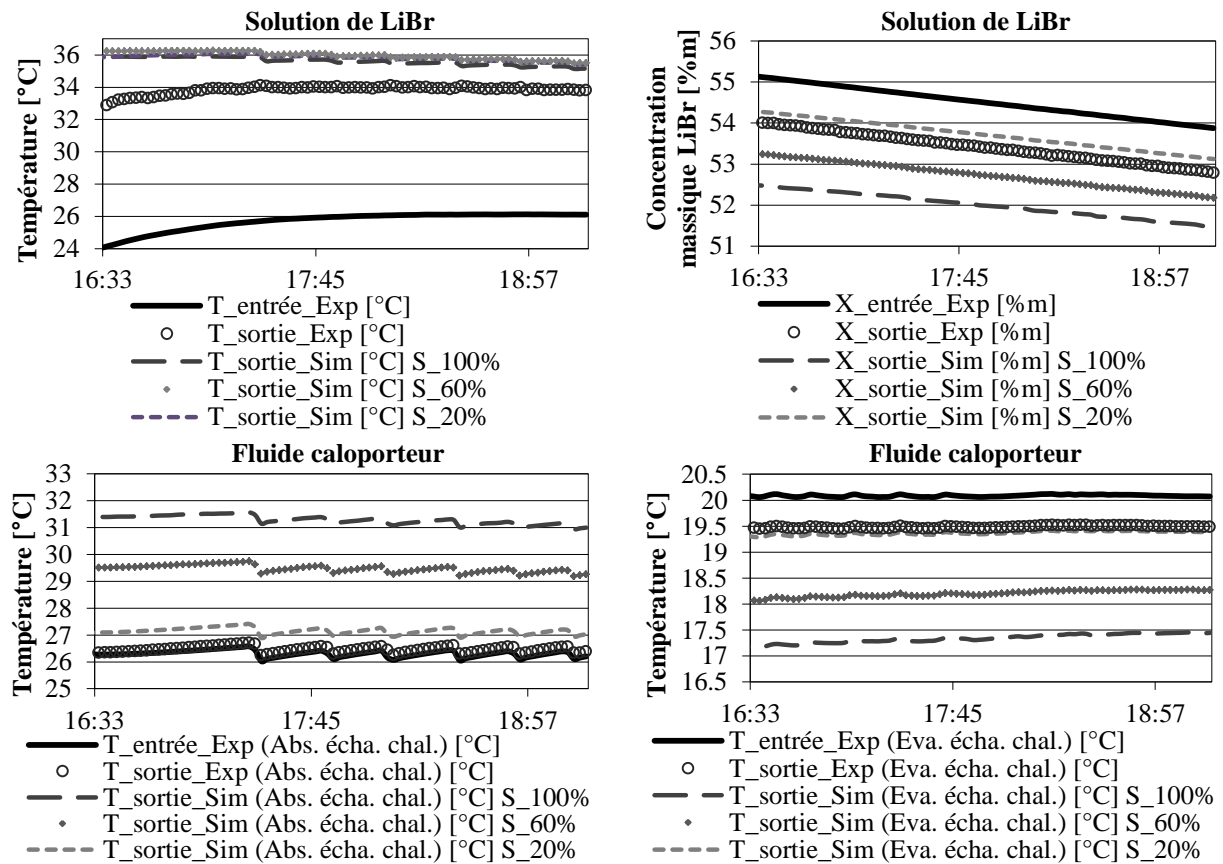 Solution de LiBr
Température [°C]
36
34
32
30
28
26
24
16:33 17:45 18:57
T_entrée_Exp [°C]
T_sortie_Exp [°C]
T_sortie_Sim [°C] S_100%
T_sortie_Sim [°C] S_60%
T_sortie_Sim [°C] S_20%
Solution de LiBr
Concentration
massique LiBr [%m]
56
55
54
53
52
51
16:33 17:45 18:57
X_entrée_Exp [%m]
X_sortie_Exp [%m]
X_sortie_Sim [%m] S_100%
X_sortie_Sim [%m] S_60%
X_sortie_Sim [%m] S_20%
Fluide caloporteur
Température [°C]
33
32
31
30
29
28
27
26
25
16:33 17:45 18:57
T_entrée_Exp (Abs. écha. chal.) [°C]
T_sortie_Exp (Abs. écha. chal.) [°C]
T_sortie_Sim (Abs. écha. chal.) [°C] S_100%
T_sortie_Sim (Abs. écha. chal.) [°C] S_60%
T_sortie_Sim (Abs. écha. chal.) [°C] S_20%
Fluide caloporteur
Température [°C]
20.5
20
19.5
19
18.5
18
17.5
17
16.5
16:33 17:45 18:57
T_entrée_Exp (Eva. écha. chal.) [°C]
T_sortie_Exp (Eva. écha. chal.) [°C]
T_sortie_Sim (Eva. écha. chal.) [°C] S_100%
T_sortie_Sim (Eva. écha. chal.) [°C] S_60%
T_sortie_Sim (Eva. écha. chal.) [°C] S_20%